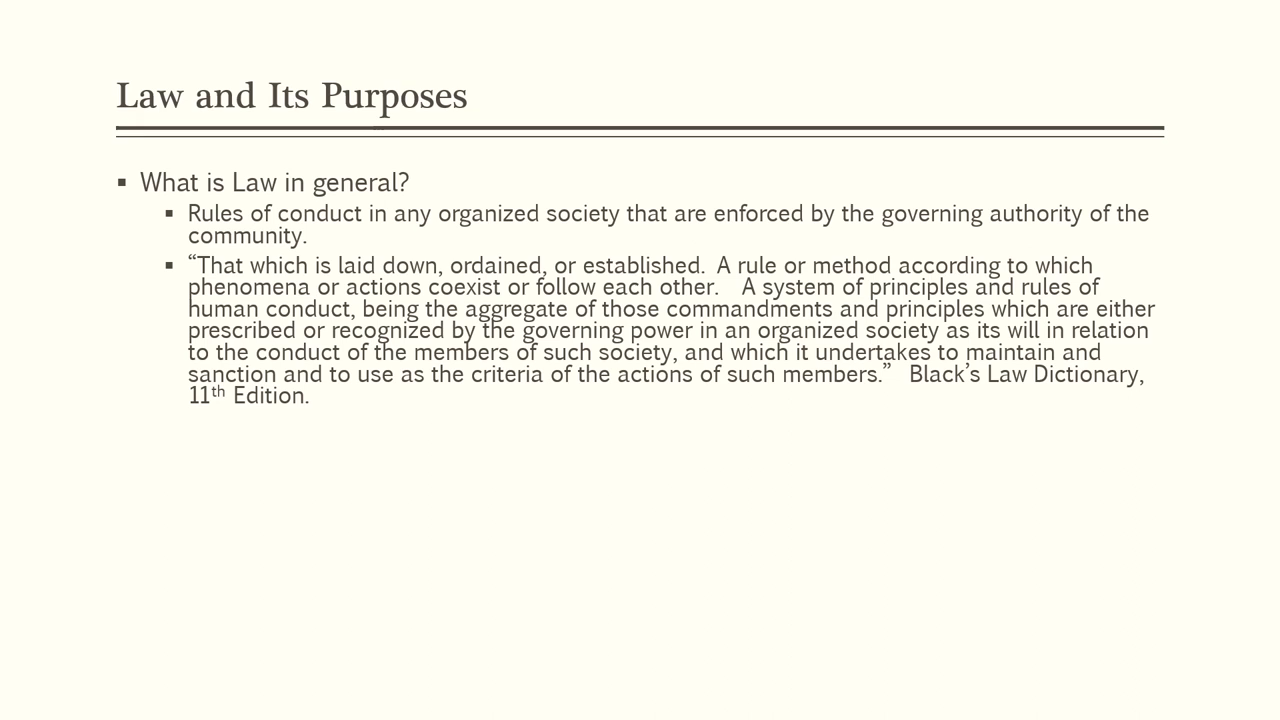 Law and Its Purposes
▪ What is Law in general?
▪ Rules of conduct in any organized society that are enforced by the governing authority of the
community.
▪ “That which is laid down, ordained, or established.  A rule or method according to which
phenomena or actions coexist or follow each other.   A system of principles and rules of
human conduct, being the aggregate of those commandments and principles which are either
prescribed or recognized by the governing power in an organized society as its will in relation
to the conduct of the members of such society, and which it undertakes to maintain and
sanction and to use as the criteria of the actions of such members.”   Black’s Law Dictionary,
11th Edition.